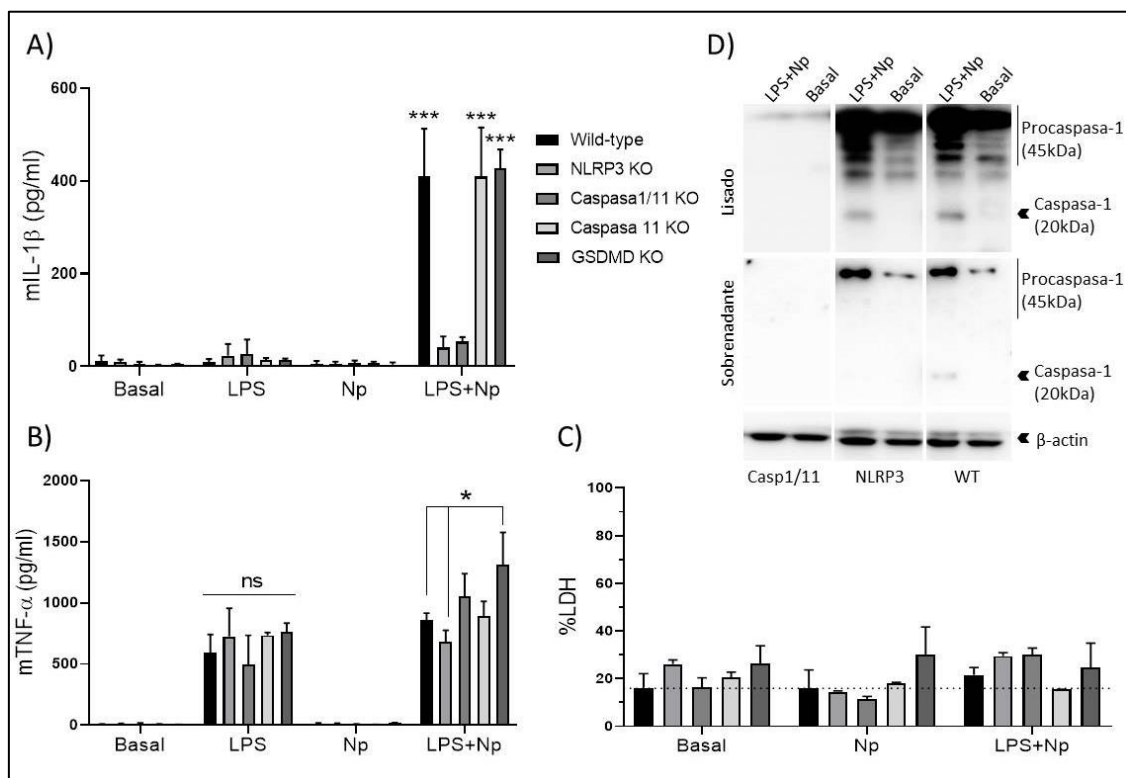 A)
mIL-1β (pg/ml)
600
400
200
0
***
***
***
Basal
LPS
Np
LPS+Np
Wild-type
NLRP3 KO
Caspasa1/11 KO
Caspasa 11 KO
GSDMD KO
D)
LPS+Np
Basal
LPS+Np
Basal
LPS+Np
Basal
Lisado
Procaspasa-1
(45kDa)
Caspasa-1
(20kDa)
Sobrenadante
Procaspasa-1
(45kDa)
Caspasa-1
(20kDa)
β-actin
Casp1/11
NLRP3
WT
B)
mTNF-α (pg/ml)
2000
1500
1000
500
0
ns
*
Basal
LPS
Np
LPS+Np
C)
%LDH
100
80
60
40
20
0
Basal
Np
LPS+Np